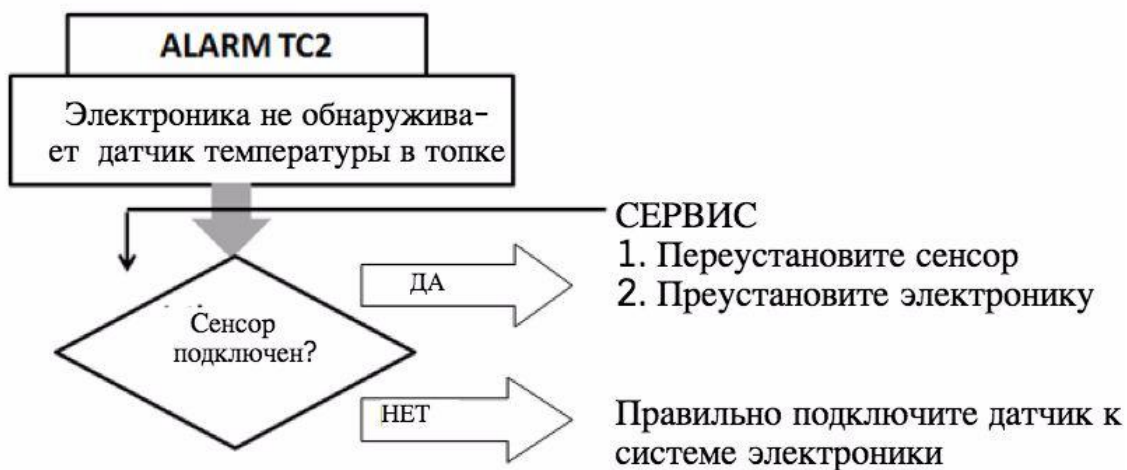 ALARM TC2
Электроника не обнаружива-
ет датчик температуры в топке
СЕРВИС
1. Переустановите сенсор
2. Преустановите электронику
ДА
Сенсор
подключен?
НЕТ
Правильно подключите датчик к
системе электроники